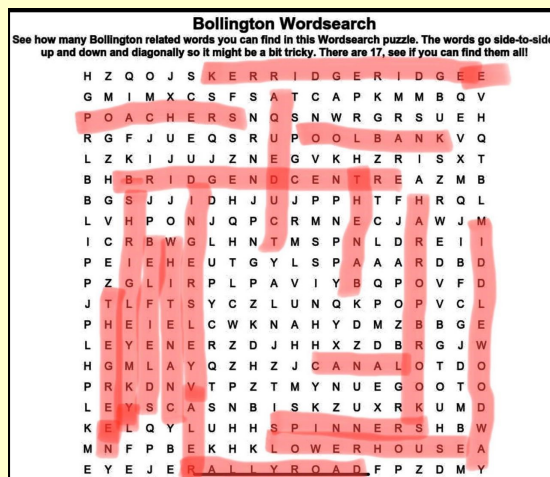 Bollington Wordsearch
See how many Bollington related words you can find in this Wordsearch puzzle. The words go side-to-side
up and down and diagonally so it might be a bit tricky. There are 17, see if you can find them all!
H Z Q O J S K E R R I D G E R I D G E E
G M I M X C S F S A T C A P K M M B Q V
P O A C H E R S N Q S N W R G R S U E H
R G F J U E Q S R U P O O L B A N K V Q
L Z K I J U J Z N E G V K H Z R I S X T
B H B R I D G E N D C E N T R E A Z M B
B G S J J I D H J U J P P H T F H R Q L
L V H P O N J Q P C R M N E C J A W J M
I C R B W G L H N T M S P N L D R E I I
P E I E H E U T G Y L S P A A A R D B D
P Z G L I R P L P A V I Y B Q P O V F D
J T L F T S Y C Z L U N Q K P O P V C L
P H E I E L C W K N A H Y D M Z B B G E
L E Y E N E R Z D J H H X Z D B R G J W
H G M L A Y Q Z H Z J C A N A L O T D O
P R K D N V T P Z T M Y N U E G O O T O
L E Y S C A S N B I S K Z U X R K U M D
K E L Q Y L U H H S P I N N E R S H B W
M N F P B E K H K L O W E R H O U S E A
E Y E J E R A L L Y R O A D F P Z D M Y